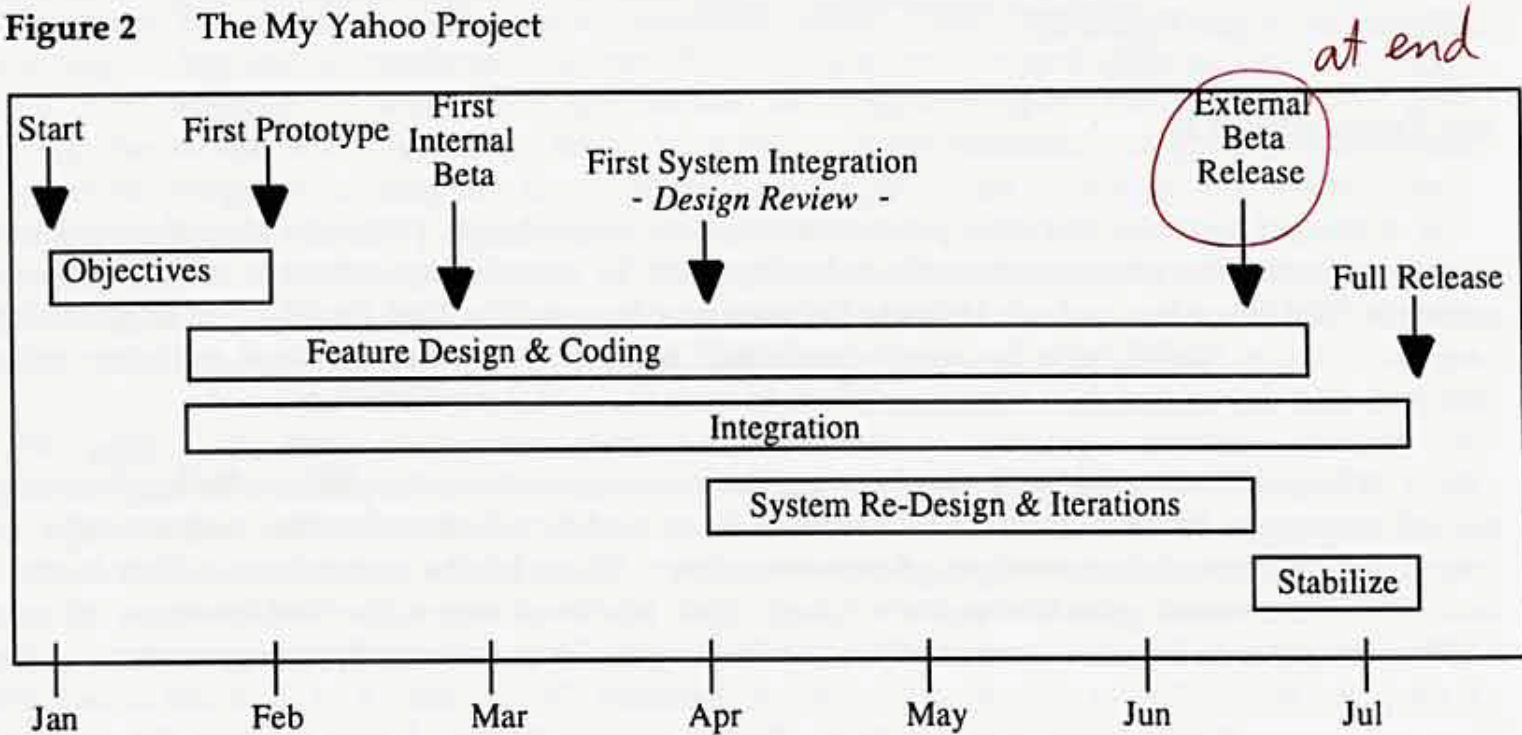 Figure 2 The My Yahoo Project
at end
Start
First Prototype
First
Internal
Beta
First System Integration
- Design Review -
External
Beta
Release
Full Release
Objectives
Feature Design & Coding
Integration
System Re-Design & Iterations
Stabilize
Jan Feb Mar Apr May Jun Jul